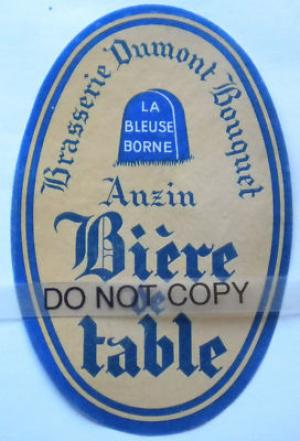 Brasserie Dumont Bouquet
LA
BLEUSE
BORNE
Anzin
Bière
de
DO NOT COPY
table